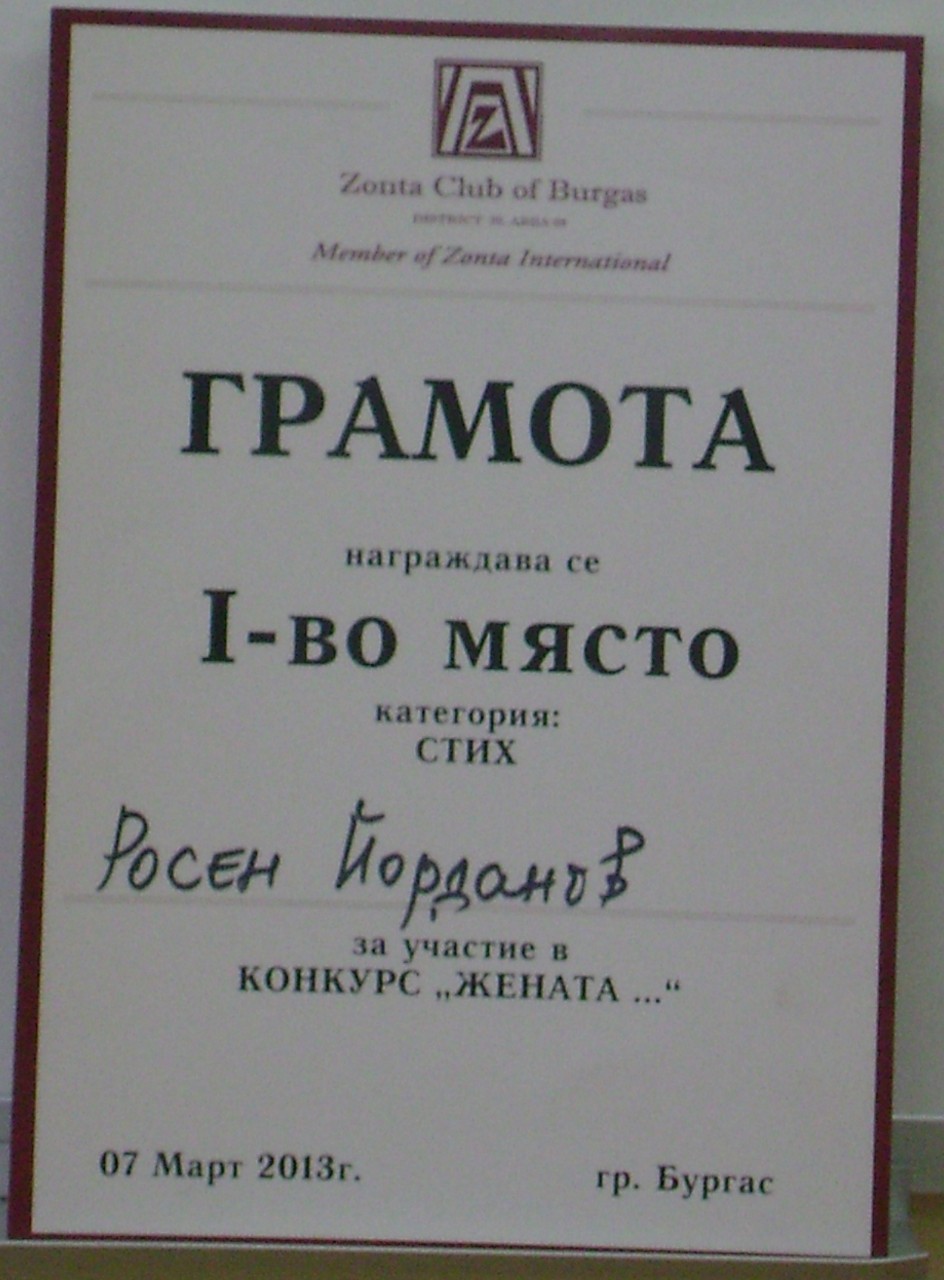 Z
Zonta Club of Burgas
DISTRICT
Member of Zonta International
ГРАМОТА
награждава се
I-во място
категория:
СТИХ
Росен Йорданов
за участие в
КОНКУРС „ЖЕНАТА ...“
07 Март 2013г.
гр. Бургас